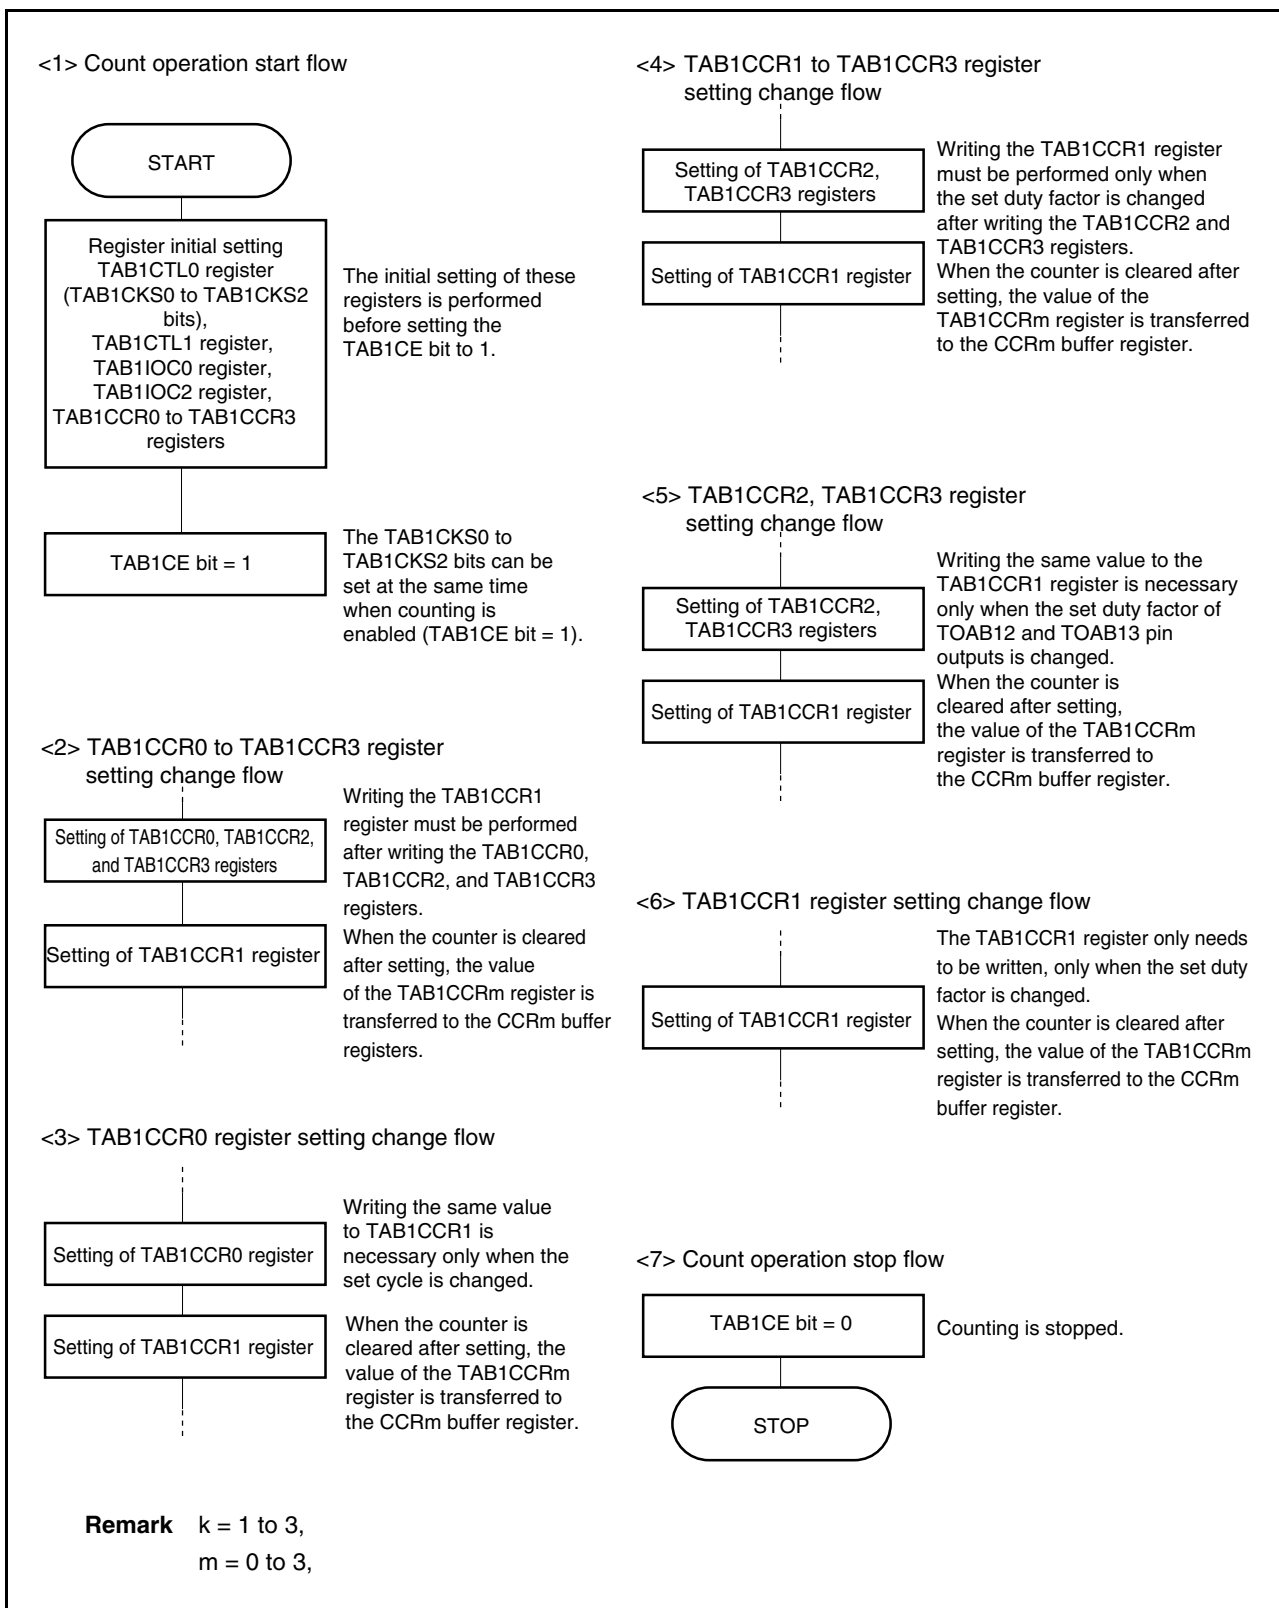 <1> Count operation start flow
START
Register initial setting
TAB1CTL0 register
(TAB1CKS0 to TAB1CKS2
bits),
TAB1CTL1 register,
TAB1IOC0 register,
TAB1IOC2 register,
TAB1CCR0 to TAB1CCR3
registers
The initial setting of these
registers is performed
before setting the
TAB1CE bit to 1.
TAB1CE bit = 1
The TAB1CKS0 to
TAB1CKS2 bits can be
set at the same time
when counting is
enabled (TAB1CE bit = 1).
<2> TAB1CCR0 to TAB1CCR3 register
setting change flow
Setting of TAB1CCR0, TAB1CCR2,
and TAB1CCR3 registers
Setting of TAB1CCR1 register
Writing the TAB1CCR1
register must be performed
after writing the TAB1CCR0,
TAB1CCR2, and TAB1CCR3
registers.
When the counter is cleared
after setting, the value
of the TAB1CCRm register is
transferred to the CCRm buffer
registers.
<3> TAB1CCR0 register setting change flow
Setting of TAB1CCR0 register
Writing the same value
to TAB1CCR1 is
necessary only when the
set cycle is changed.
Setting of TAB1CCR1 register
When the counter is
cleared after setting, the
value of the TAB1CCRm
register is transferred to
the CCRm buffer register.
Remark k = 1 to 3,
m = 0 to 3,
<4> TAB1CCR1 to TAB1CCR3 register
setting change flow
Setting of TAB1CCR2,
TAB1CCR3 registers
Setting of TAB1CCR1 register
Writing the TAB1CCR1 register
must be performed only when
the set duty factor is changed
after writing the TAB1CCR2 and
TAB1CCR3 registers.
When the counter is cleared after
setting, the value of the
TAB1CCRm register is transferred
to the CCRm buffer register.
<5> TAB1CCR2, TAB1CCR3 register
setting change flow
Setting of TAB1CCR2,
TAB1CCR3 registers
Setting of TAB1CCR1 register
Writing the same value to the
TAB1CCR1 register is necessary
only when the set duty factor of
TOAB12 and TOAB13 pin
outputs is changed.
When the counter is
cleared after setting,
the value of the TAB1CCRm
register is transferred to
the CCRm buffer register.
<6> TAB1CCR1 register setting change flow
Setting of TAB1CCR1 register
The TAB1CCR1 register only needs
to be written, only when the set duty
factor is changed.
When the counter is cleared after
setting, the value of the TAB1CCRm
register is transferred to the CCRm
buffer register.
<7> Count operation stop flow
TAB1CE bit = 0
Counting is stopped.
STOP